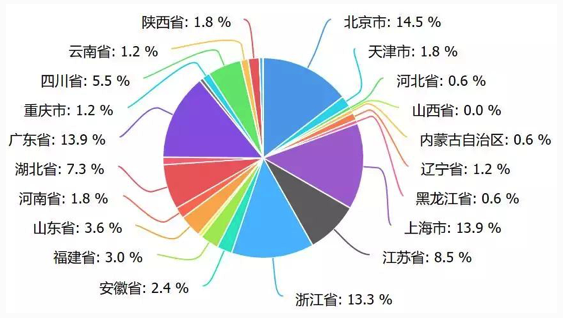 陕西省: 1.8 %
北京市: 14.5 %
云南省: 1.2 %
天津市: 1.8 %
四川省: 5.5 %
河北省: 0.6 %
重庆市: 1.2 %
山西省: 0.0 %
广东省: 13.9 %
内蒙古自治区: 0.6 %
湖北省: 7.3 %
辽宁省: 1.2 %
河南省: 1.8 %
黑龙江省: 0.6 %
山东省: 3.6 %
上海市: 13.9 %
福建省: 3.0 %
江苏省: 8.5 %
安徽省: 2.4 %
浙江省: 13.3 %